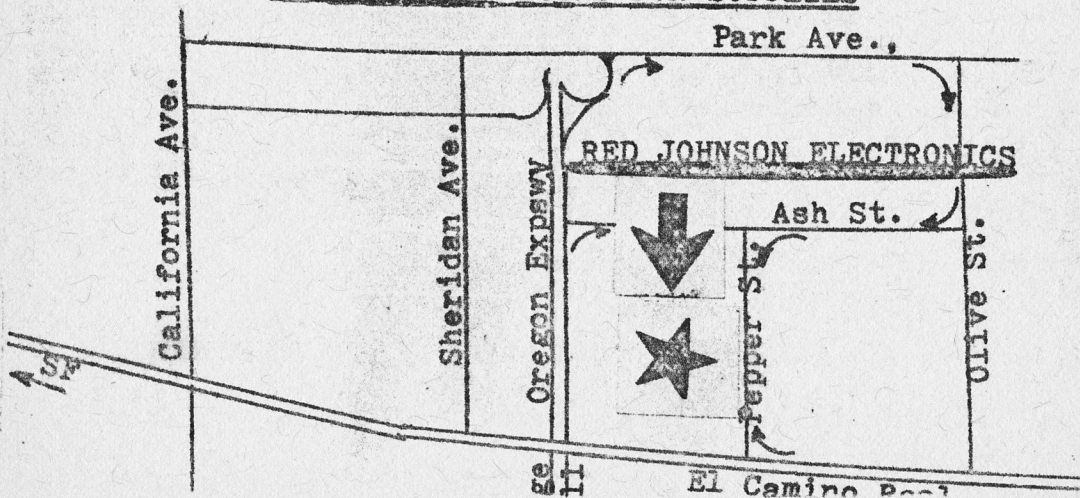 Park Ave.,
California Ave.
Sheridan Ave.
Oregon Expswy
RED JOHNSON ELECTRONICS
Ash St.
Pepper St.
Olive St.
SF
El Camino Real